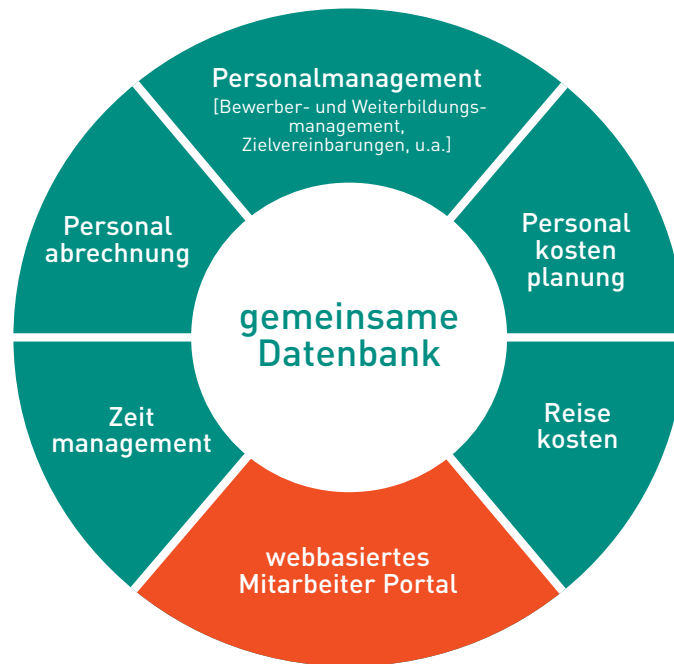 Personalmanagement
[Bewerber- und Weiterbildungs-
management,
Zielvereinbarungen, u.a.]
Personal
abrechnung
Personal
kosten
planung
gemeinsame
Datenbank
Zeit
management
Reise
kosten
webbasiertes
Mitarbeiter Portal